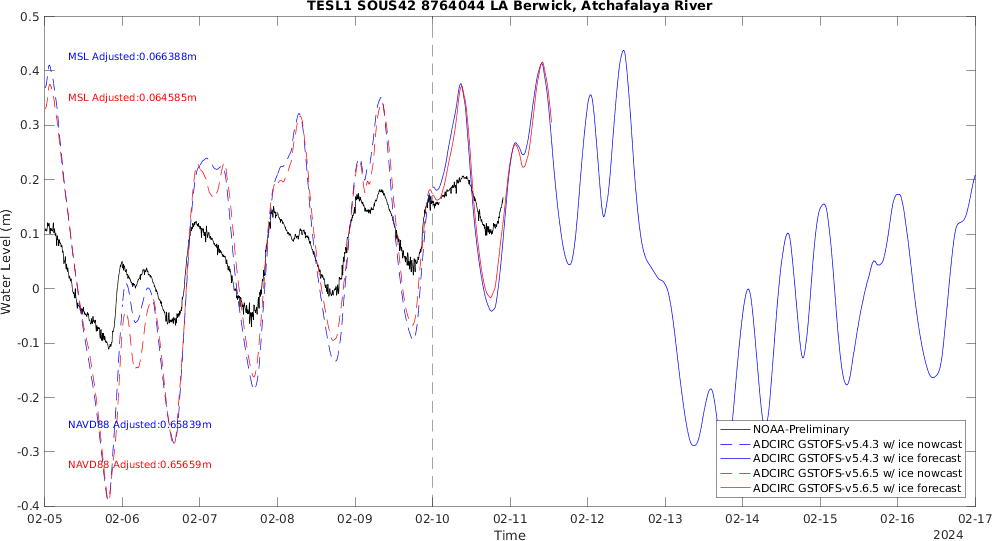 TESL1 SOUS42 8764044 LA Berwick, Atchafalaya River
MSL Adjusted:0.066388m
MSL Adjusted:0.064585m
NAVD88 Adjusted:0.65839m
NAVD88 Adjusted:0.65659m
Water Level (m)
0.5
0.4
0.3
0.2
0.1
0
-0.1
-0.2
-0.3
-0.4
NOAA-Preliminary
ADCIRC GSTOFS-v5.4.3 w/ ice nowcast
ADCIRC GSTOFS-v5.4.3 w/ ice forecast
ADCIRC GSTOFS-v5.6.5 w/ ice nowcast
ADCIRC GSTOFS-v5.6.5 w/ ice forecast
02-05 02-06 02-07 02-08 02-09 02-10 02-11 02-12 02-13 02-14 02-15 02-16 02-17
Time
2024